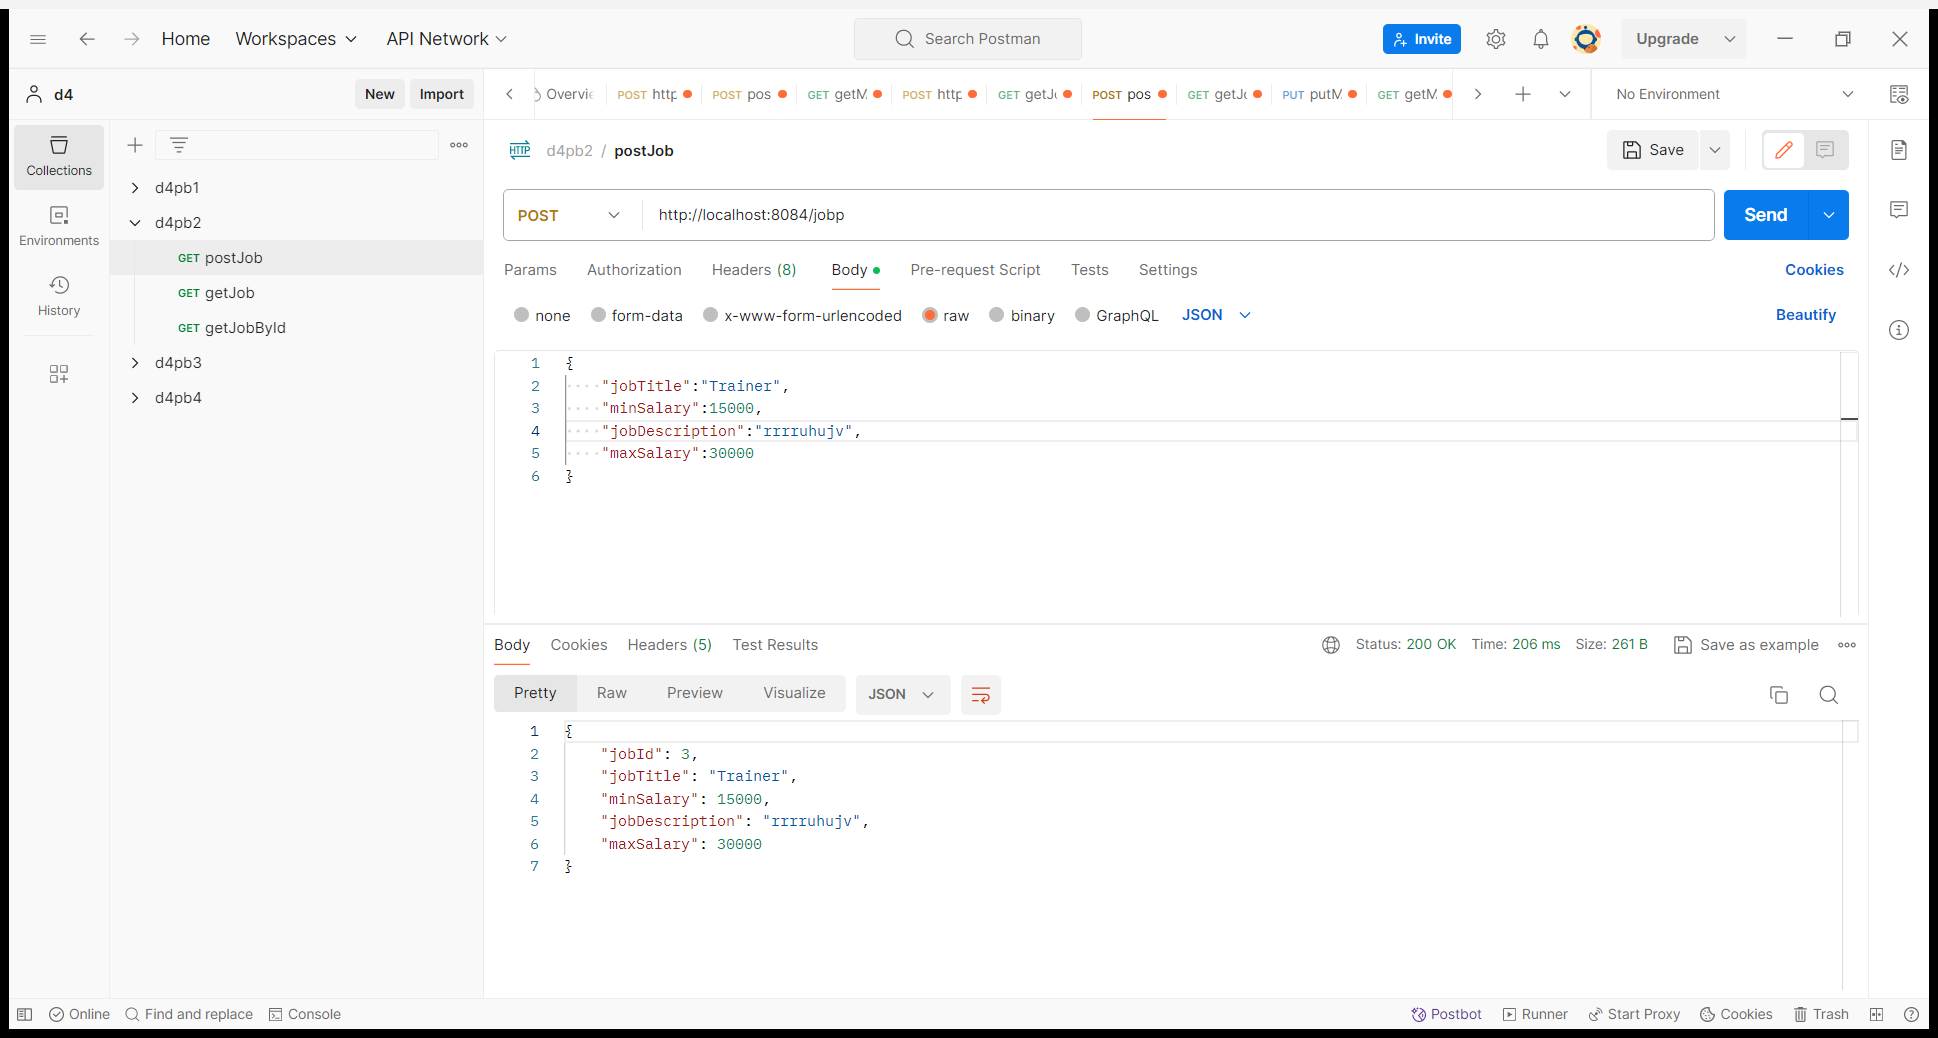 Home Workspaces API Network Search Postman Invite Upgrade
d4 New Import Overvi POST http POST pos GET getM POST http GET getJ POST pos GET getJ PUT putM GET getM No Environment
Collections
Environments
History
d4pb1
d4pb2
GET postJob
GET getJob
GET getJobById
d4pb3
d4pb4
HTTP d4pb2 / postJob Save
POST http://localhost:8084/jobp Send
Params Authorization Headers (8) Body Pre-request Script Tests Settings Cookies
none form-data x-www-form-urlencoded raw binary GraphQL JSON Beautify
1 {
2 ····"jobTitle":"Trainer",
3 ····"minSalary":15000,
4 ····"jobDescription":"rrrruhujv",
5 ····"maxSalary":30000
6 }
Body Cookies Headers (5) Test Results Status: 200 OK Time: 206 ms Size: 261 B Save as example
Pretty Raw Preview Visualize JSON
1 {
2 "jobId": 3,
3 "jobTitle": "Trainer",
4 "minSalary": 15000,
5 "jobDescription": "rrrruhujv",
6 "maxSalary": 30000
7 }
Online Find and replace Console Postbot Runner Start Proxy Cookies Trash